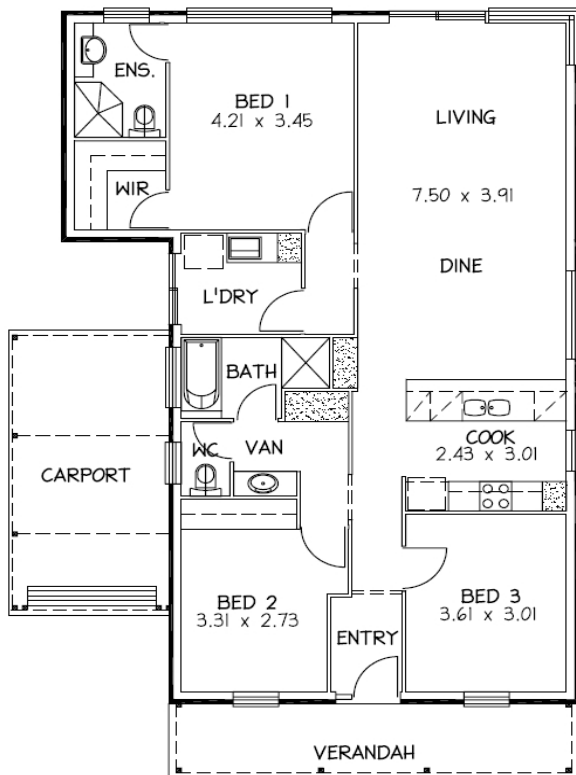 ENS.
BED 1
4.21 x 3.45
LIVING
WIR
7.50 x 3.91
DINE
L'DRY
BATH
COOK
2.43 x 3.01
WC
VAN
CARPORT
BED 2
3.31 x 2.73
BED 3
3.61 x 3.01
ENTRY
VERANDAH